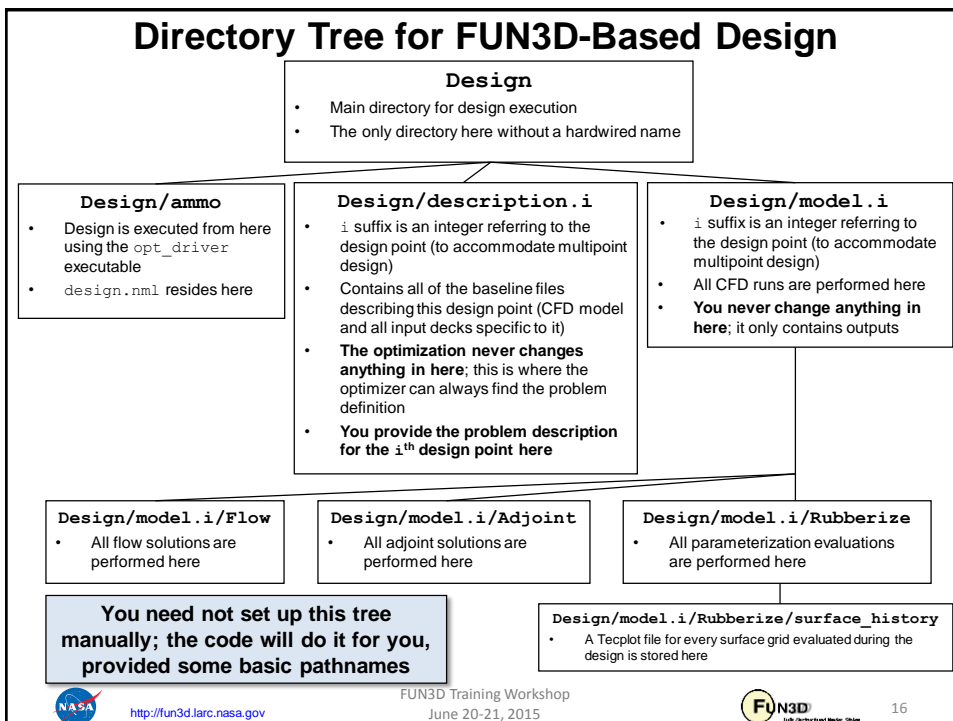 Directory Tree for FUN3D-Based Design
Design
• Main directory for design execution
• The only directory here without a hardwired name
Design/ammo
• Design is executed from here
using the opt_driver
executable
• design.nml resides here
Design/description.i
• i suffix is an integer referring to the
design point (to accommodate multipoint
design)
• Contains all of the baseline files
describing this design point (CFD model
and all input decks specific to it)
• The optimization never changes
anything in here; this is where the
optimizer can always find the problem
definition
• You provide the problem description
for the ith design point here
Design/model.i
• i suffix is an integer referring to
the design point (to accommodate
multipoint design)
• All CFD runs are performed here
• You never change anything in
here; it only contains outputs
Design/model.i/Flow
• All flow solutions are
performed here
Design/model.i/Adjoint
• All adjoint solutions are
performed here
Design/model.i/Rubberize
• All parameterization evaluations
are performed here
Design/model.i/Rubberize/surface_history
• A Tecplot file for every surface grid evaluated during the
design is stored here
You need not set up this tree
manually; the code will do it for you,
provided some basic pathnames
NASA
http://fun3d.larc.nasa.gov
FUN3D Training Workshop
June 20-21, 2015
FUN3D
16